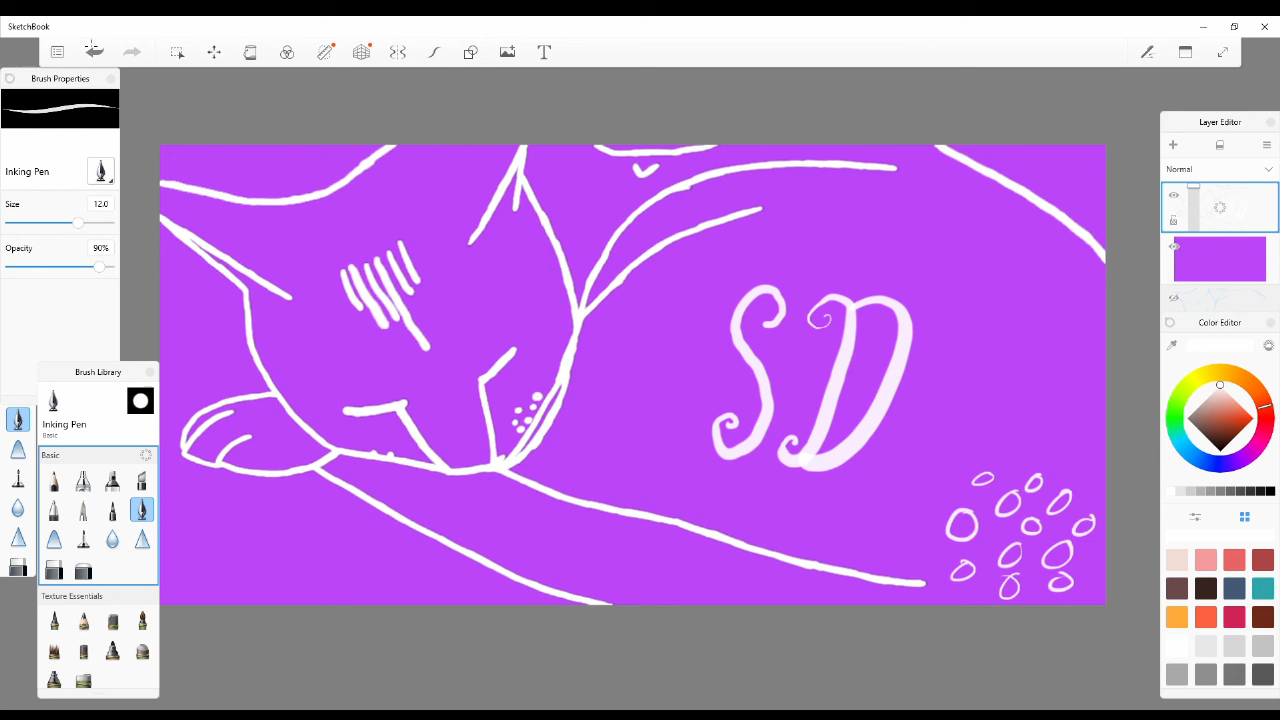 SketchBook
T
Brush Properties
Inking Pen
Size
12.0
Opacity
90%
Brush Library
Inking Pen
Basic
Basic
Texture Essentials
SD
Layer Editor
Normal
Color Editor